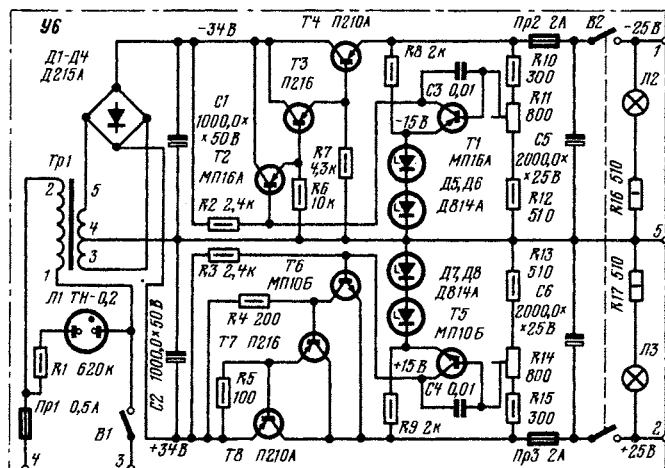 У6
-34В
Т4 П210А
Пр2 2А
В2
-25В
1
Д1-Д4
Д215А
Т3
П216
R8 2к
R10
300
С3 0,01
R11
800
Л2
С1
1000,0×
×50В
-15В
Т1
МП16А
С5
2000,0×
×25В
Т2
МП16А
R7
4,3к
R6
10к
Д5,Д6
Д814А
R12
510
R16 510
Тр1
2
5
4
3
1
R2 2,4к
5
R3 2,4к
Т6
МП10Б
Д7,Д8
Д814А
R13
510
С6
2000,0×
×25В
R17 510
Л1 ТН-0,2
R4 200
Т7 П216
Т5
МП10Б
R1 620к
С2 1000,0×50В
R5
100
+15В
С4 0,01
R14
800
Л3
Пр1 0,5А
В1
R15
300
+34В
Т8 П210А
R9 2к
Пр3 2А
2
+25В
4
3